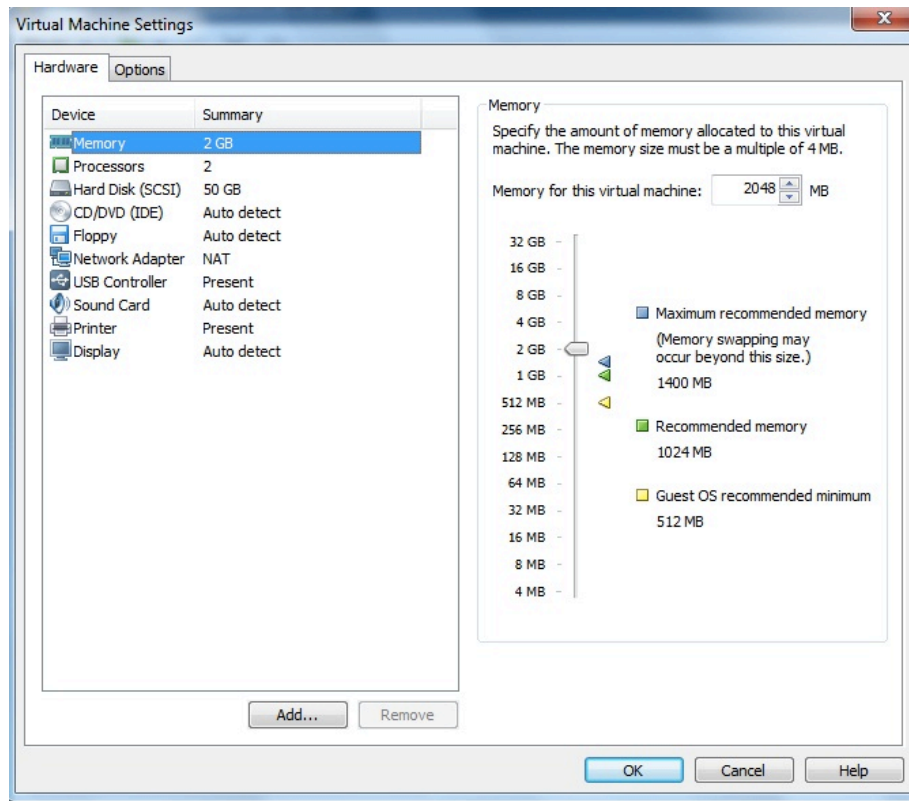 Virtual Machine Settings
x
Hardware Options
Device Summary
Memory 2 GB
Processors 2
Hard Disk (SCSI) 50 GB
CD/DVD (IDE) Auto detect
Floppy Auto detect
Network Adapter NAT
USB Controller Present
Sound Card Auto detect
Printer Present
Display Auto detect
Add... Remove
Memory
Specify the amount of memory allocated to this virtual
machine. The memory size must be a multiple of 4 MB.
Memory for this virtual machine: 2048 MB
32 GB
16 GB
8 GB
4 GB
2 GB
1 GB
512 MB
256 MB
128 MB
64 MB
32 MB
16 MB
8 MB
4 MB
Maximum recommended memory
(Memory swapping may
occur beyond this size.)
1400 MB
Recommended memory
1024 MB
Guest OS recommended minimum
512 MB
OK Cancel Help